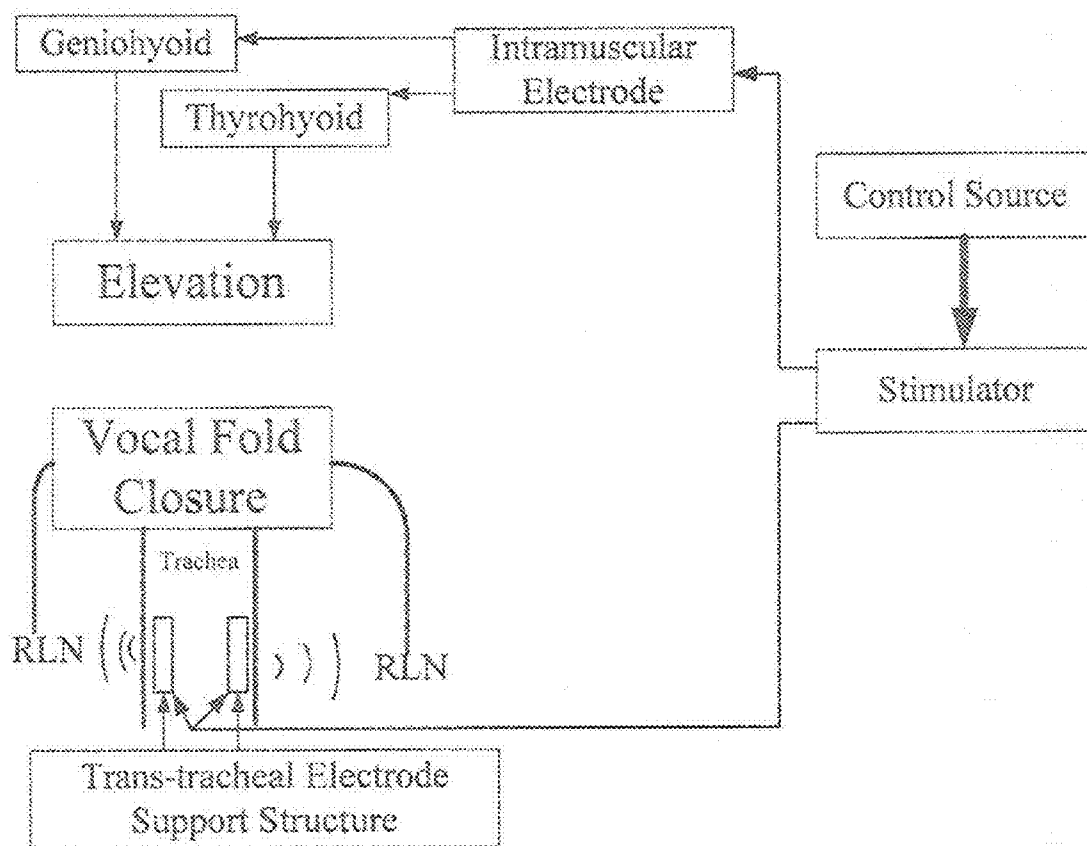 Geniohyoid
Intramuscular
Electrode
Thyrohyoid
Control Source
Elevation
Stimulator
Vocal Fold
Closure
Trachea
RLN
RLN
Trans-tracheal Electrode
Support Structure